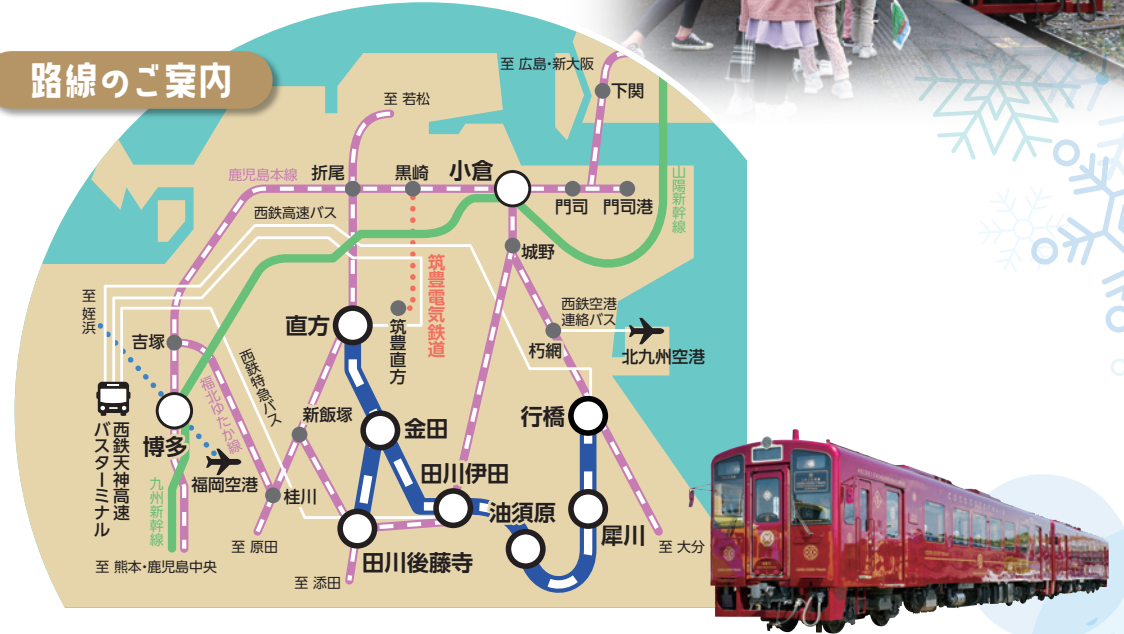 路線のご案内
至 広島・新大阪
下関
至 若松
鹿児島本線
折尾
黒崎
小倉
門司
門司港
山陽新幹線
西鉄高速バス
城野
筑豊電気鉄道
至 姪浜
吉塚
直方
筑豊直方
西鉄空港
連絡バス
朽網
北九州空港
西鉄特急バス
福北ゆたか線
新飯塚
金田
行橋
博多
西鉄天神高速
バスターミナル
福岡空港
九州新幹線
桂川
田川伊田
油須原
犀川
至 原田
田川後藤寺
至 大分
至 熊本・鹿児島中央
至 添田